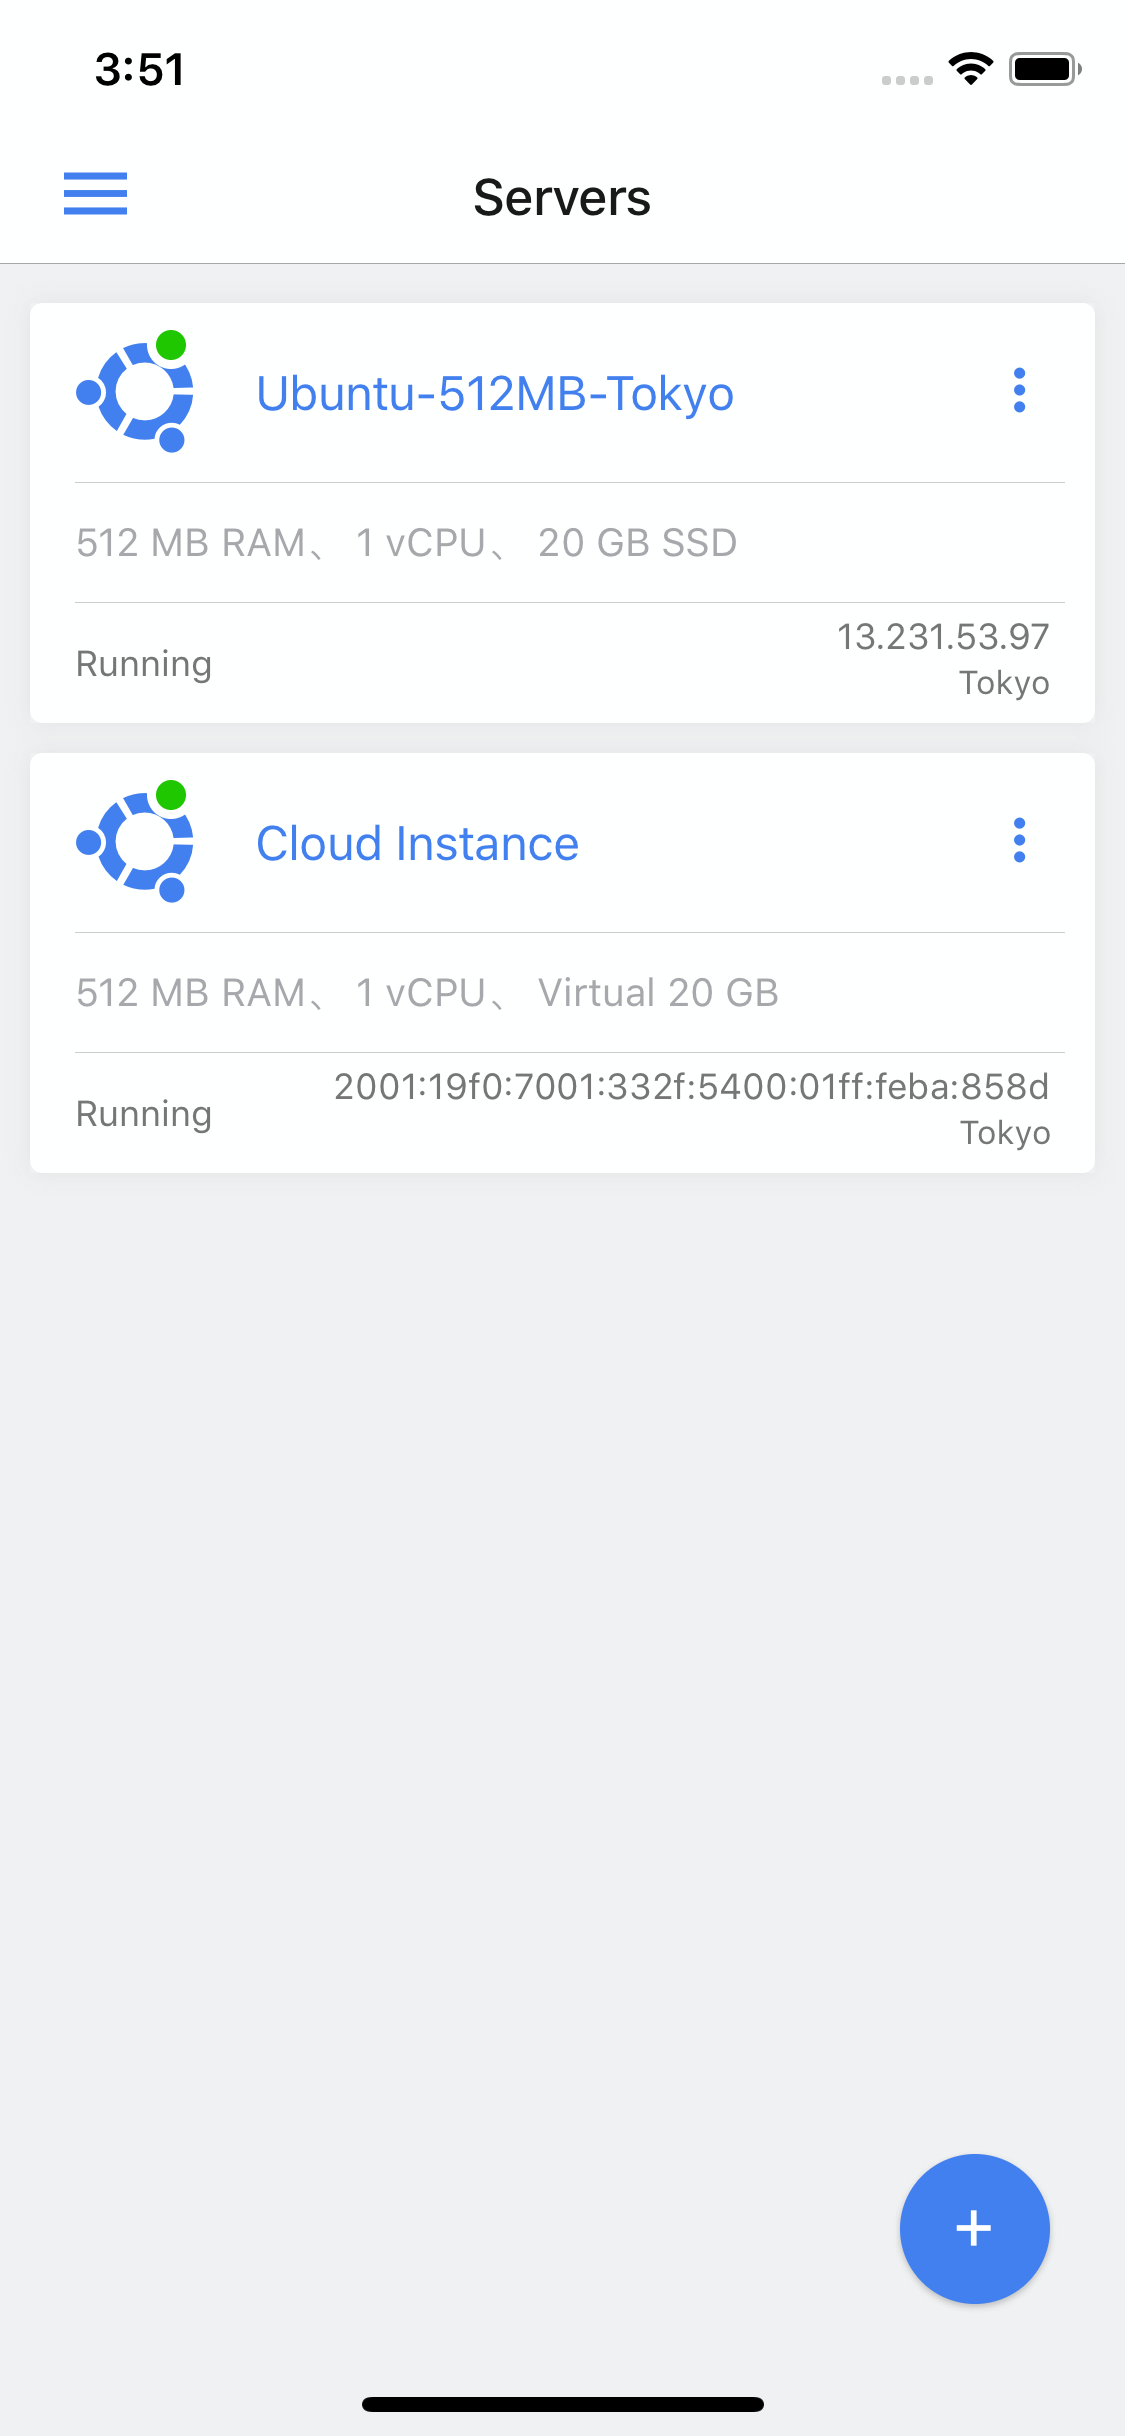 3:51
Servers
Ubuntu-512MB-Tokyo
512 MB RAM、 1 vCPU、 20 GB SSD
Running
13.231.53.97
Tokyo
Cloud Instance
512 MB RAM、 1 vCPU、 Virtual 20 GB
Running
2001:19f0:7001:332f:5400:01ff:feba:858d
Tokyo
+